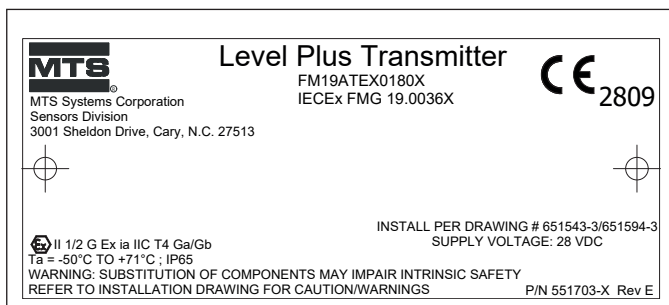 MTS
®
Level Plus Transmitter
FM19ATEX0180X
IECEx FMG 19.0036X
CE 2809
MTS Systems Corporation
Sensors Division
3001 Sheldon Drive, Cary, N.C. 27513
INSTALL PER DRAWING # 651543-3/651594-3
SUPPLY VOLTAGE: 28 VDC
Ex II 1/2 G Ex ia IIC T4 Ga/Gb
Ta = -50°C TO +71°C ; IP65
WARNING: SUBSTITUTION OF COMPONENTS MAY IMPAIR INTRINSIC SAFETY
REFER TO INSTALLATION DRAWING FOR CAUTION/WARNINGS
P/N 551703-X Rev E